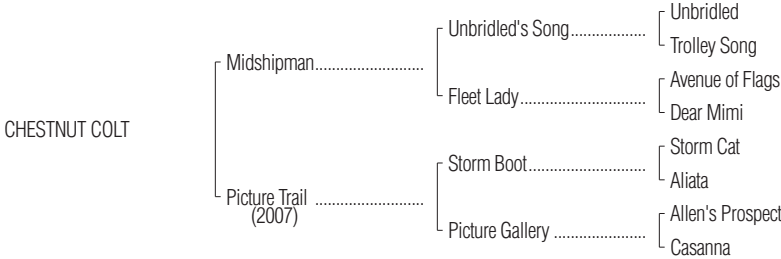 Unbridled
Unbridled's Song..................
Trolley Song
Midshipman..........................
Avenue of Flags
Fleet Lady..............................
Dear Mimi
CHESTNUT COLT
Storm Cat
Storm Boot............................
Aliata
Picture Trail ..........................
(2007)
Allen's Prospect
Picture Gallery ......................
Casanna